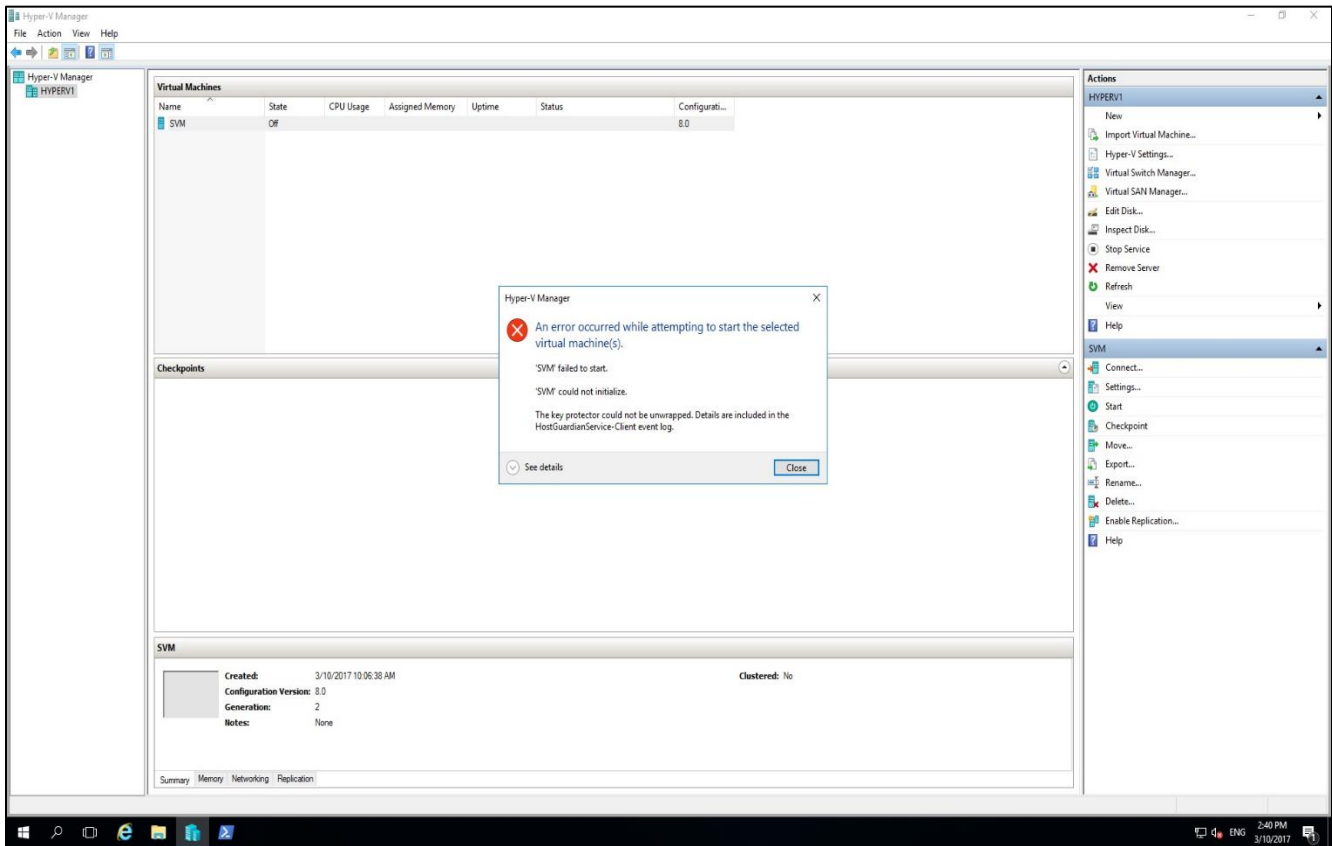 Hyper-V Manager
File Action View Help
Hyper-V Manager
HYPERV1
Virtual Machines
Name State CPU Usage Assigned Memory Uptime Status Configurati...
SVM Off 8.0
Checkpoints
SVM
Created: 3/10/2017 10:06:38 AM Clustered: No
Configuration Version: 8.0
Generation: 2
Notes: None
Summary Memory Networking Replication
Hyper-V Manager
An error occurred while attempting to start the selected
virtual machine(s).
'SVM' failed to start.
'SVM' could not initialize.
The key protector could not be unwrapped. Details are included in the
HostGuardianService-Client event log.
See details Close
Actions
HYPERV1
New
Import Virtual Machine...
Hyper-V Settings...
Virtual Switch Manager...
Virtual SAN Manager...
Edit Disk...
Inspect Disk...
Stop Service
Remove Server
Refresh
View
Help
SVM
Connect...
Settings...
Start
Checkpoint
Move...
Export...
Rename...
Delete...
Enable Replication...
Help
ENG 2:40 PM
3/10/2017